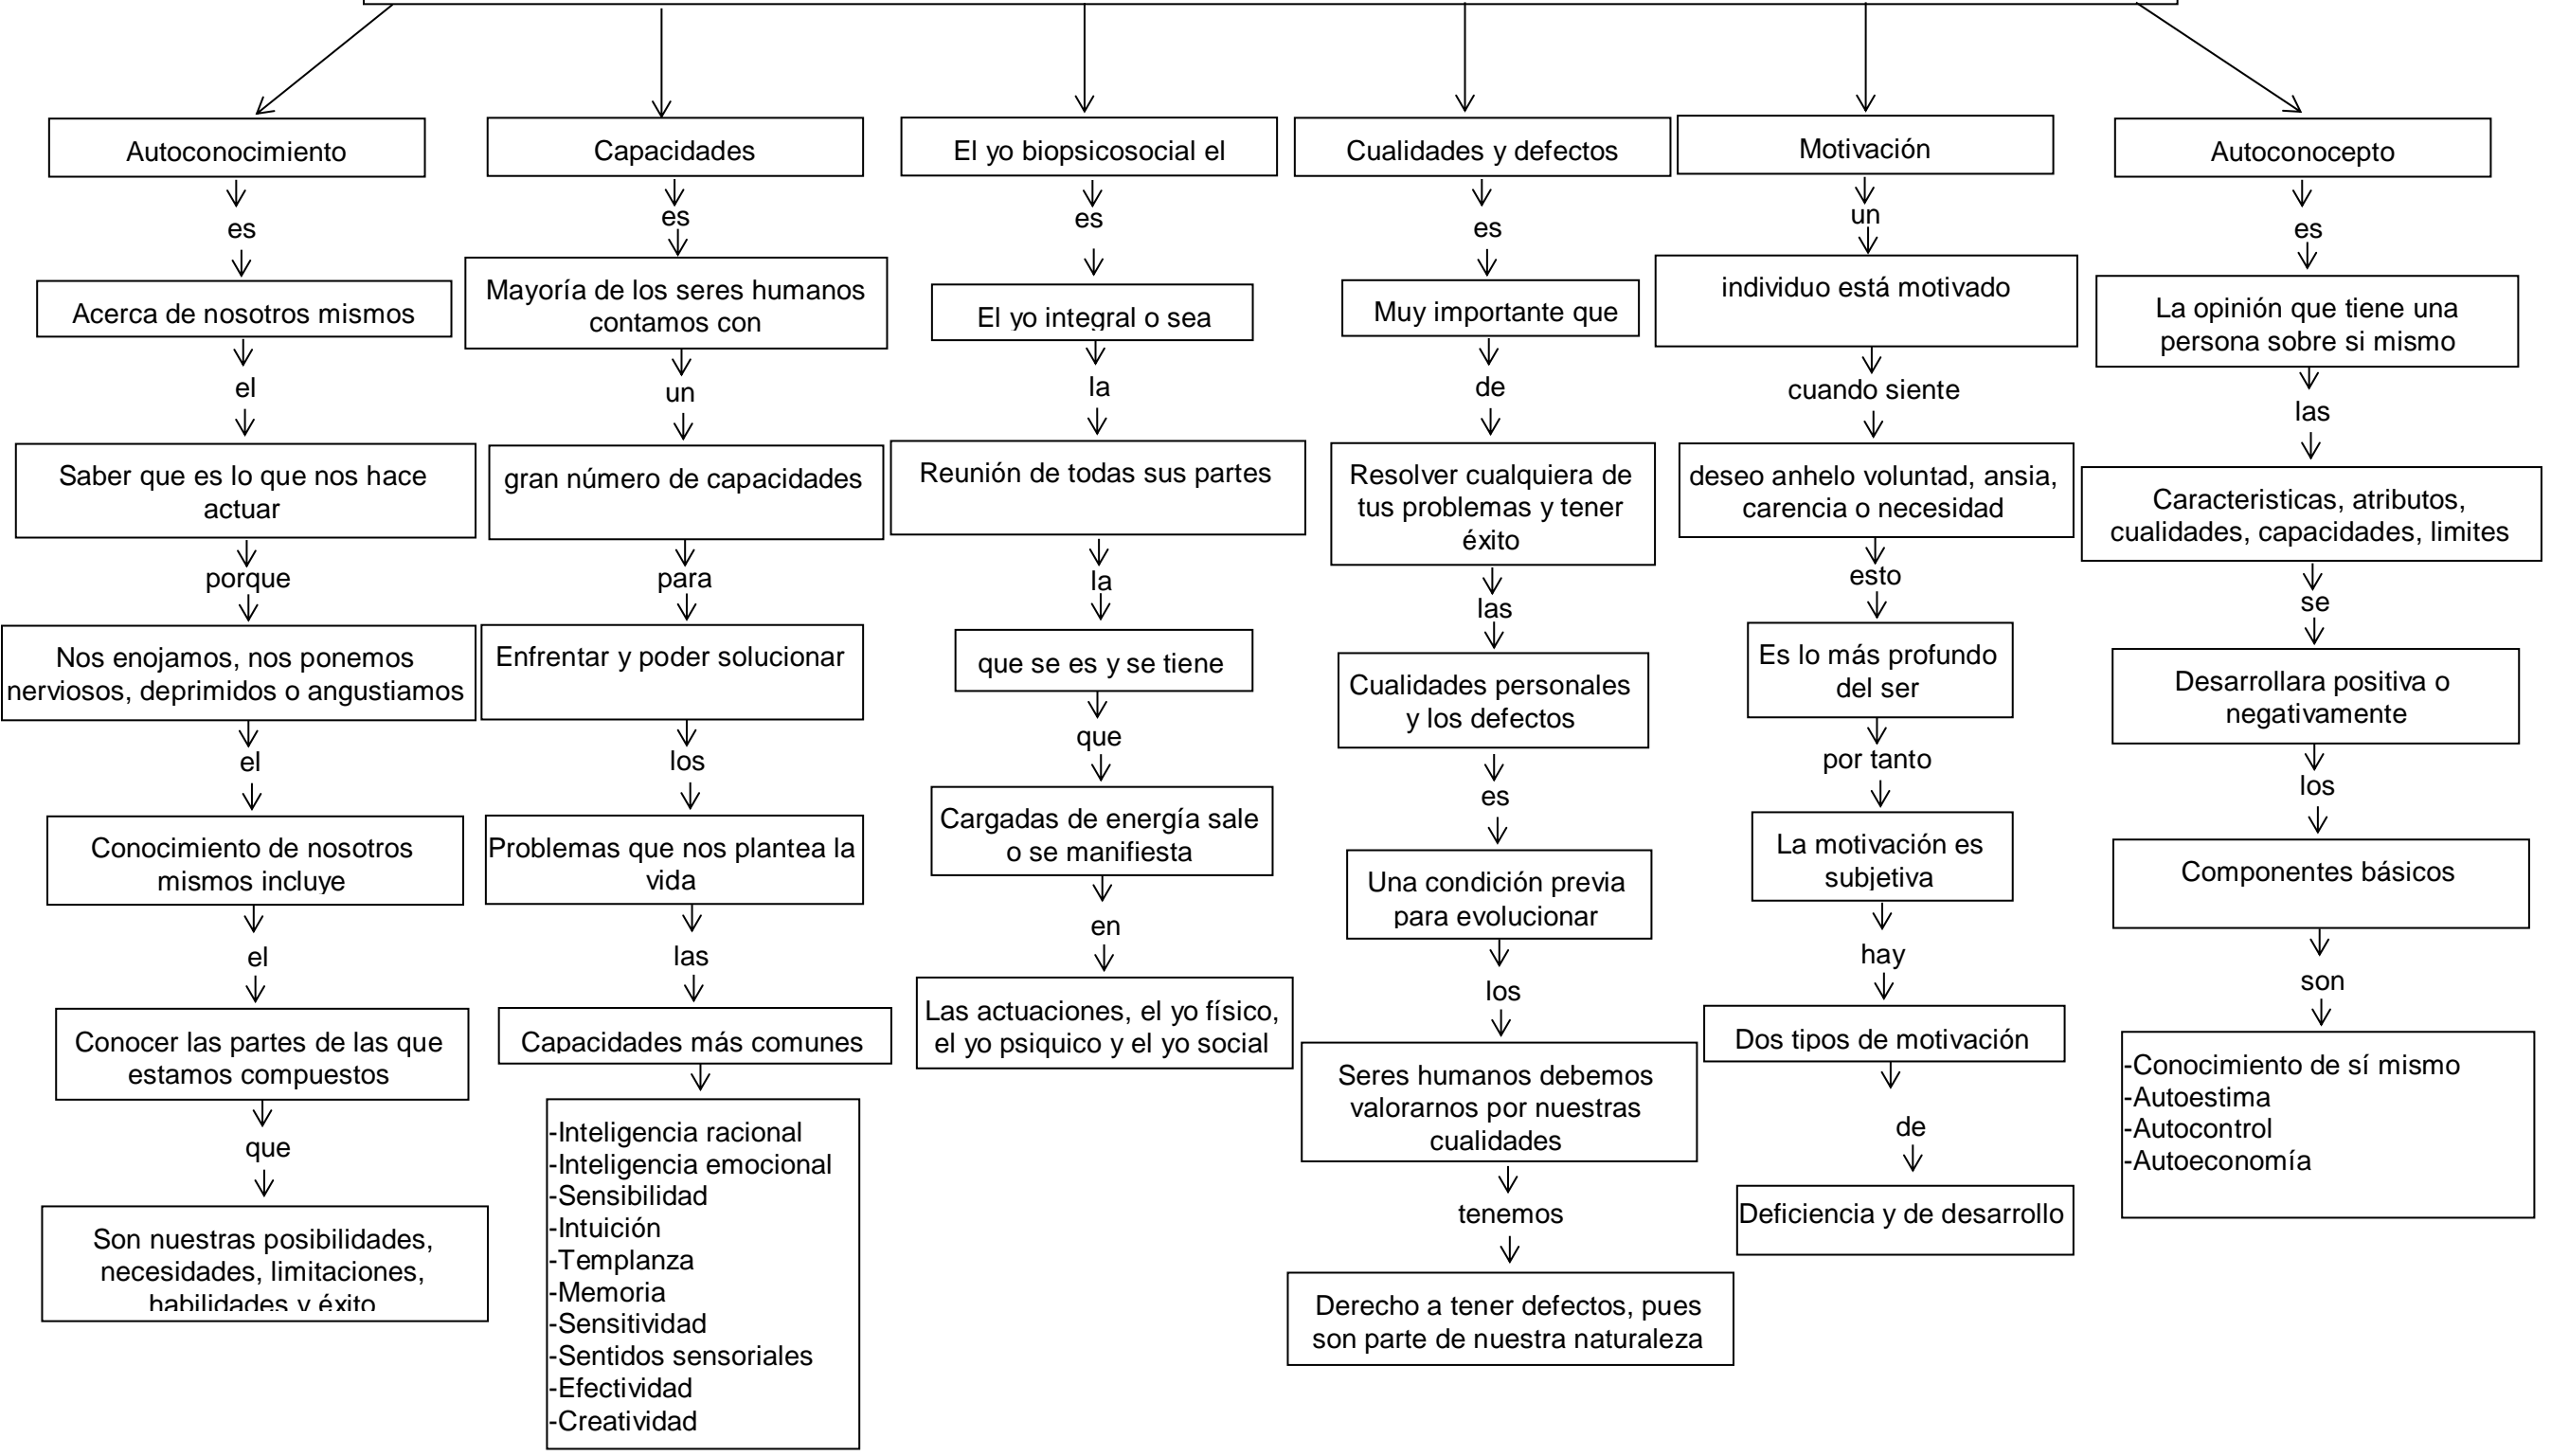 Autoconocimiento
es
Acerca de nosotros mismos
el
Saber que es lo que nos hace
actuar
porque
Nos enojamos, nos ponemos
nerviosos, deprimidos o angustiamos
el
Conocimiento de nosotros
mismos incluye
el
Conocer las partes de las que
estamos compuestos
que
Son nuestras posibilidades,
necesidades, limitaciones,
habilidades y éxito
Capacidades
es
Mayoría de los seres humanos
contamos con
un
gran número de capacidades
para
Enfrentar y poder solucionar
los
Problemas que nos plantea la
vida
las
Capacidades más comunes
-Inteligencia racional
-Inteligencia emocional
-Sensibilidad
-Intuición
-Templanza
-Memoria
-Sensitividad
-Sentidos sensoriales
-Efectividad
-Creatividad
El yo biopsicosocial el
es
El yo integral o sea
la
Reunión de todas sus partes
la
que se es y se tiene
que
Cargadas de energía sale
o se manifiesta
en
Las actuaciones, el yo físico,
el yo psiquico y el yo social
Cualidades y defectos
es
Muy importante que
de
Resolver cualquiera de
tus problemas y tener
éxito
las
Cualidades personales
y los defectos
es
Una condición previa
para evolucionar
los
Seres humanos debemos
valorarnos por nuestras
cualidades
tenemos
Derecho a tener defectos, pues
son parte de nuestra naturaleza
Motivación
un
individuo está motivado
cuando siente
deseo anhelo voluntad, ansia,
carencia o necesidad
esto
Es lo más profundo
del ser
por tanto
La motivación es
subjetiva
hay
Dos tipos de motivación
de
Deficiencia y de desarrollo
Autoconocepto
es
La opinión que tiene una
persona sobre si mismo
las
Caracteristicas, atributos,
cualidades, capacidades, limites
se
Desarrollara positiva o
negativamente
los
Componentes básicos
son
-Conocimiento de sí mismo
-Autoestima
-Autocontrol
-Autoeconomía